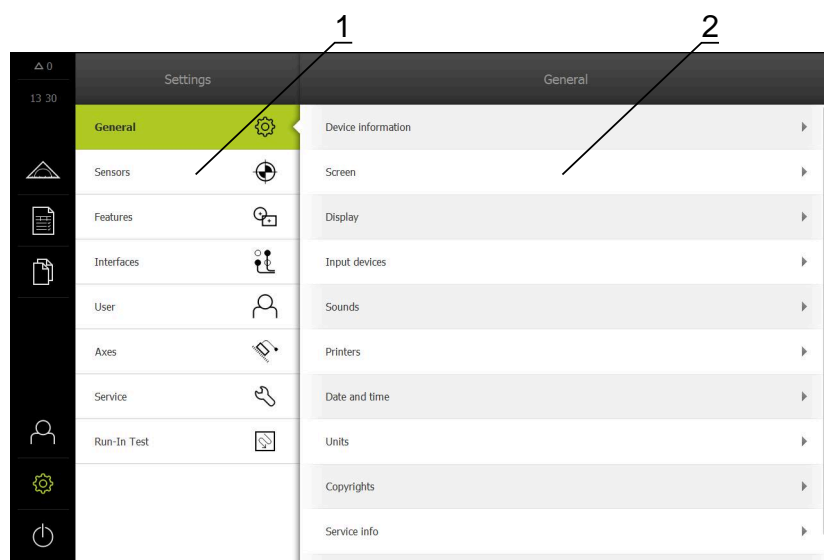 1 2
△ 0
13 30
Settings
General
General
Sensors
Features
Interfaces
User
Axes
Service
Run-In Test
Device information
Screen
Display
Input devices
Sounds
Printers
Date and time
Units
Copyrights
Service info